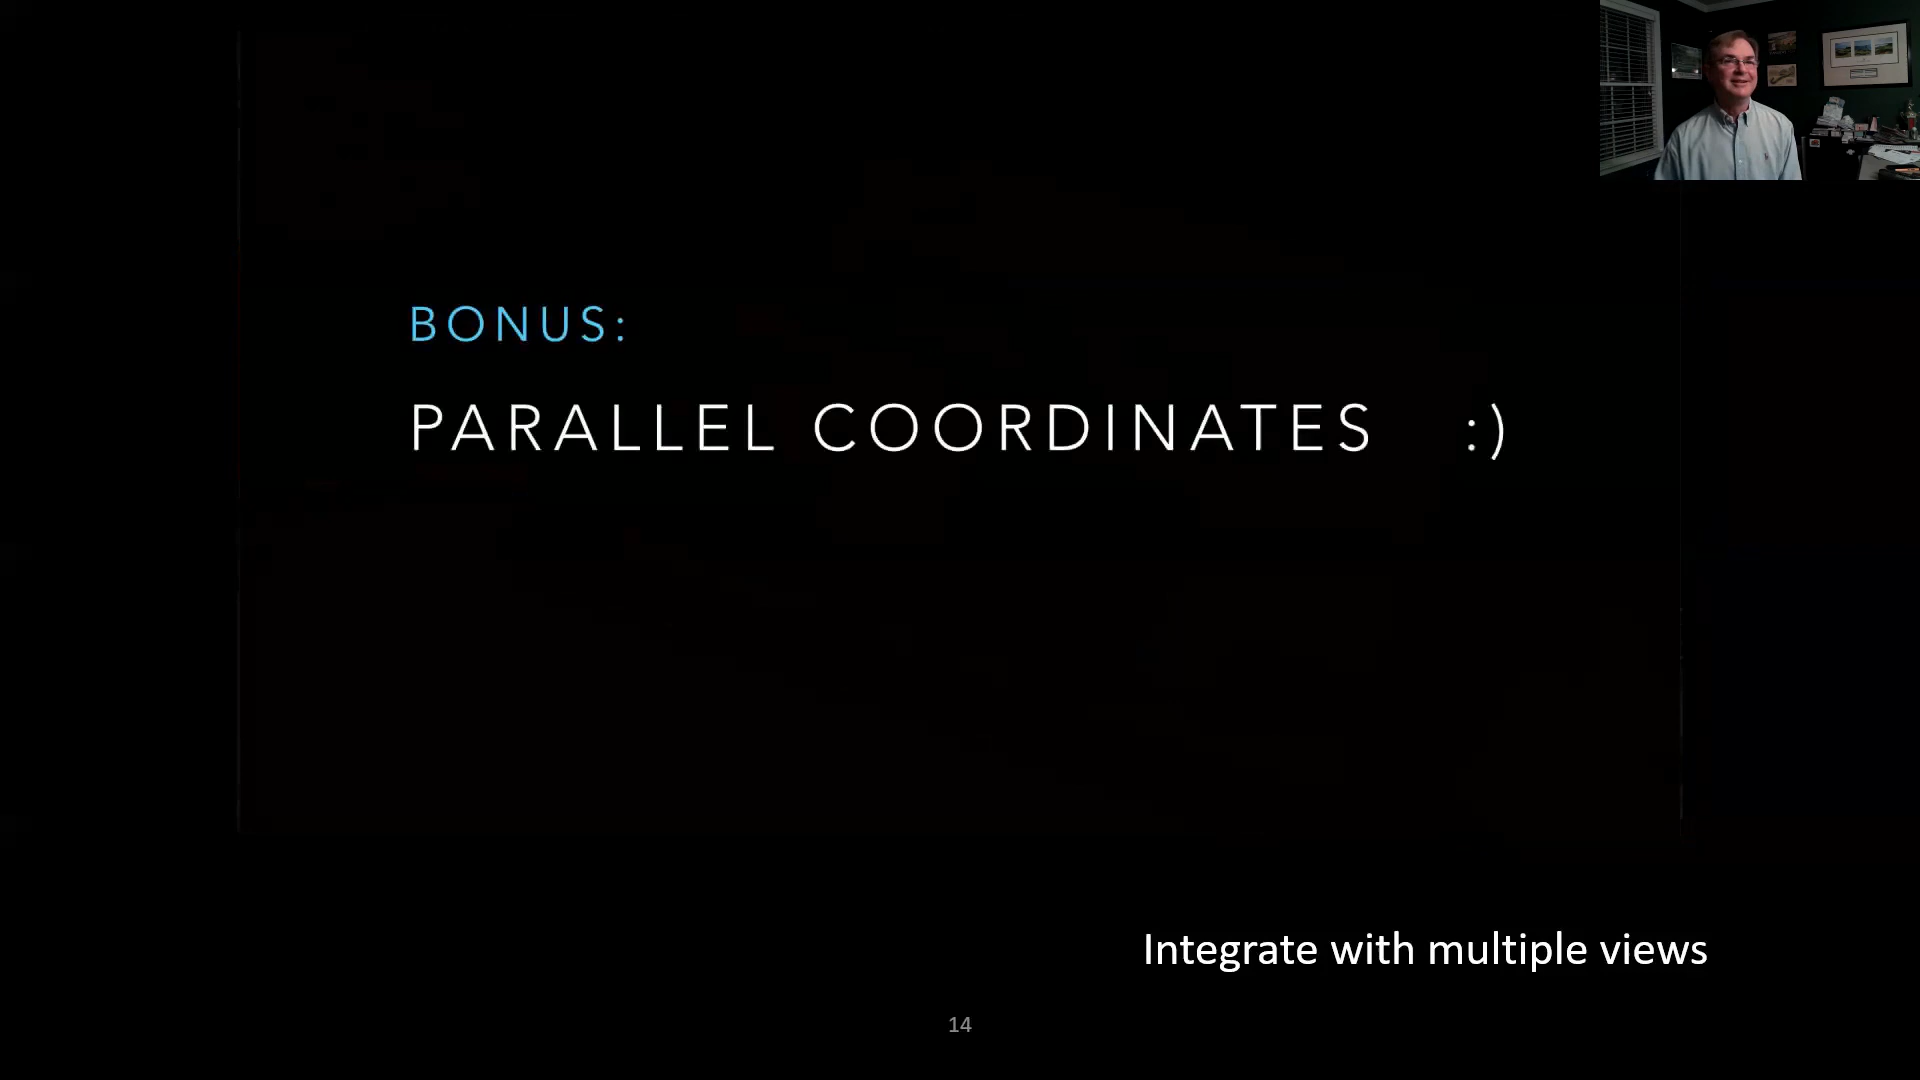 BONUS:
PARALLEL COORDINATES :)
Integrate with multiple views
14